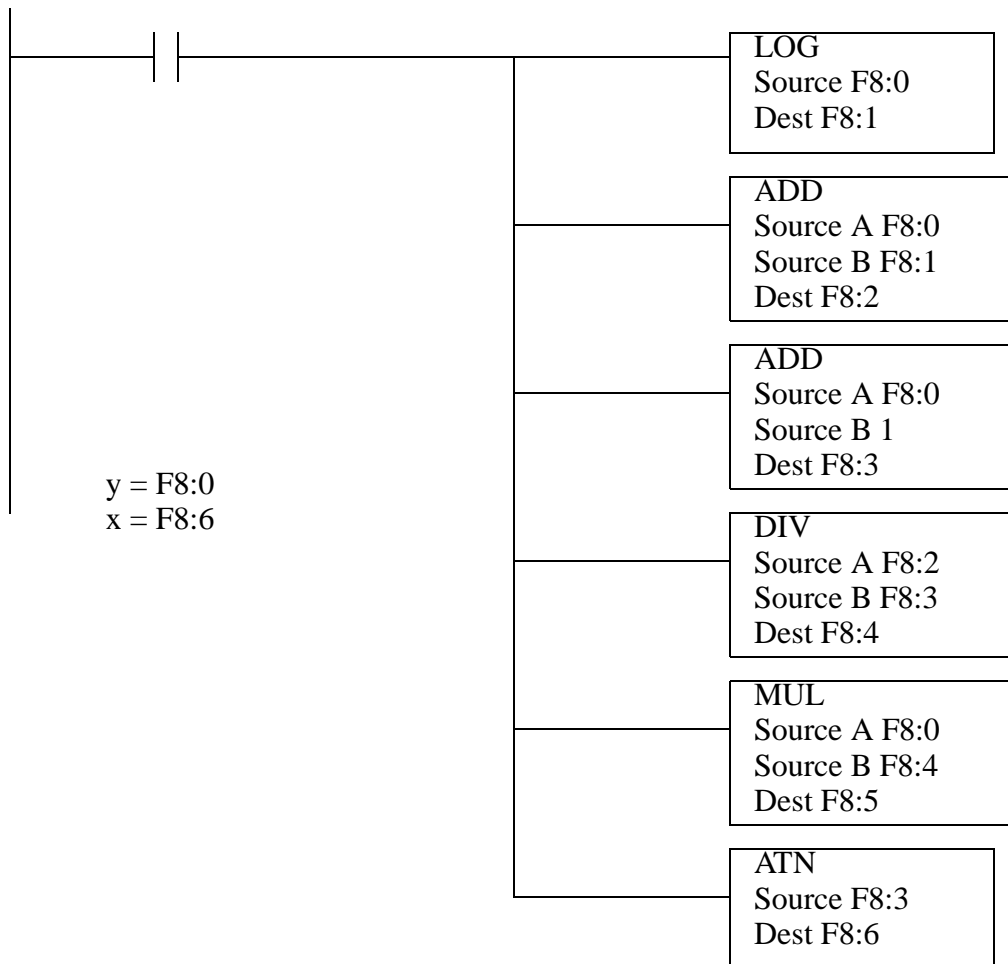 LOG
Source F8:0
Dest F8:1
ADD
Source A F8:0
Source B F8:1
Dest F8:2
ADD
Source A F8:0
Source B 1
Dest F8:3
y = F8:0
x = F8:6
DIV
Source A F8:2
Source B F8:3
Dest F8:4
MUL
Source A F8:0
Source B F8:4
Dest F8:5
ATN
Source F8:3
Dest F8:6